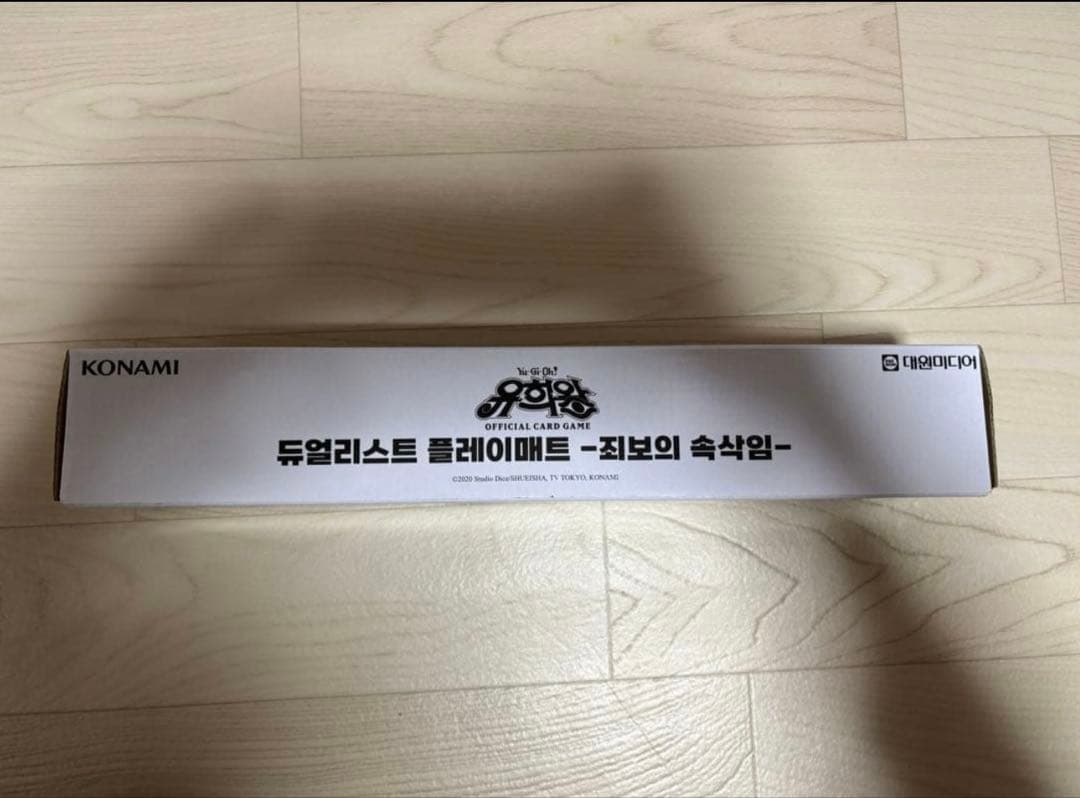 KONAMI
대원미디어
Yu-Gi-Oh!
유희왕
OFFICIAL CARD GAME
듀얼리스트 플레이매트 -죄보의 속삭임-
©2020 Studio Dice/SHUEISHA, TV TOKYO, KONAMI